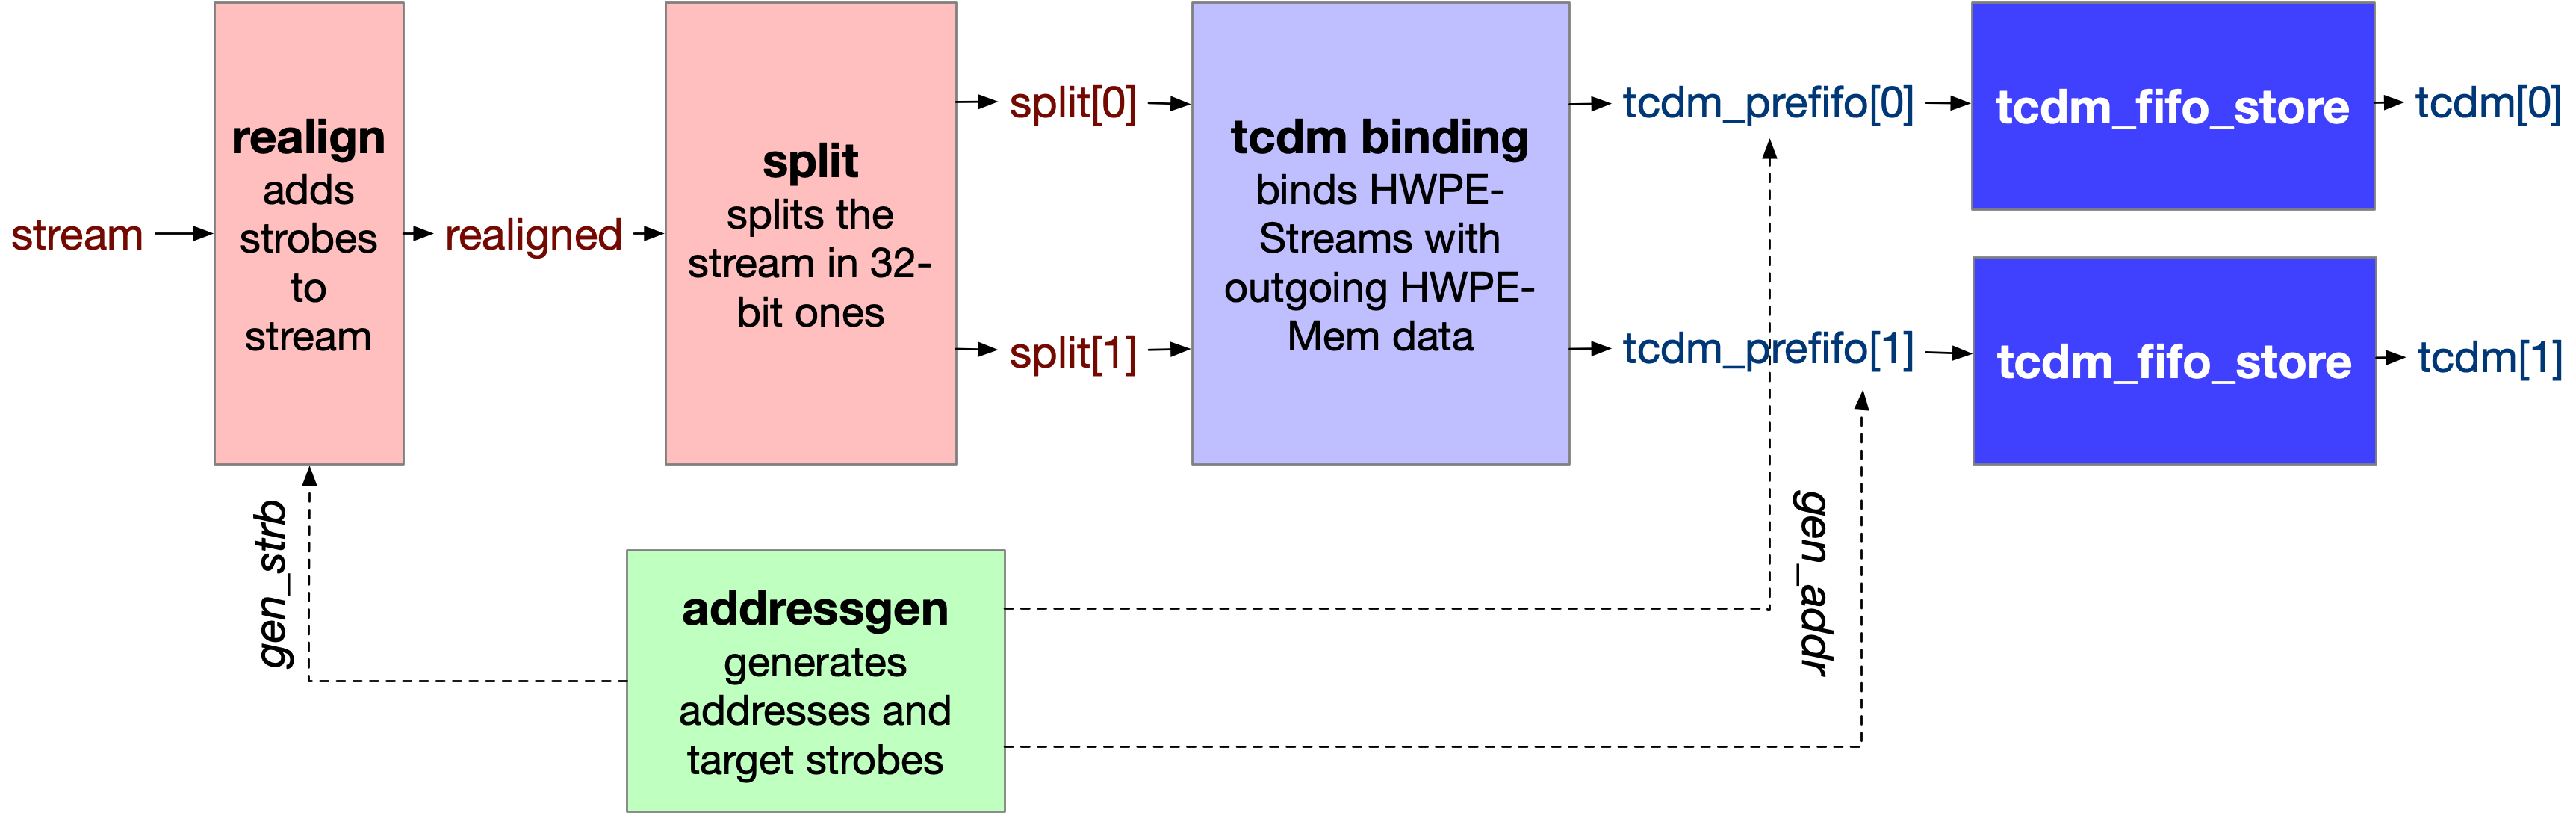 stream
realign
adds
strobes
to
stream
realigned
split
splits the
stream in 32-
bit ones
split[0]
split[1]
tcdm binding
binds HWPE-
Streams with
outgoing HWPE-
Mem data
tcdm_prefifo[0]
tcdm_prefifo[1]
tcdm_fifo_store
tcdm[0]
tcdm_fifo_store
tcdm[1]
gen_strb
addressgen
generates
addresses and
target strobes
gen_addr